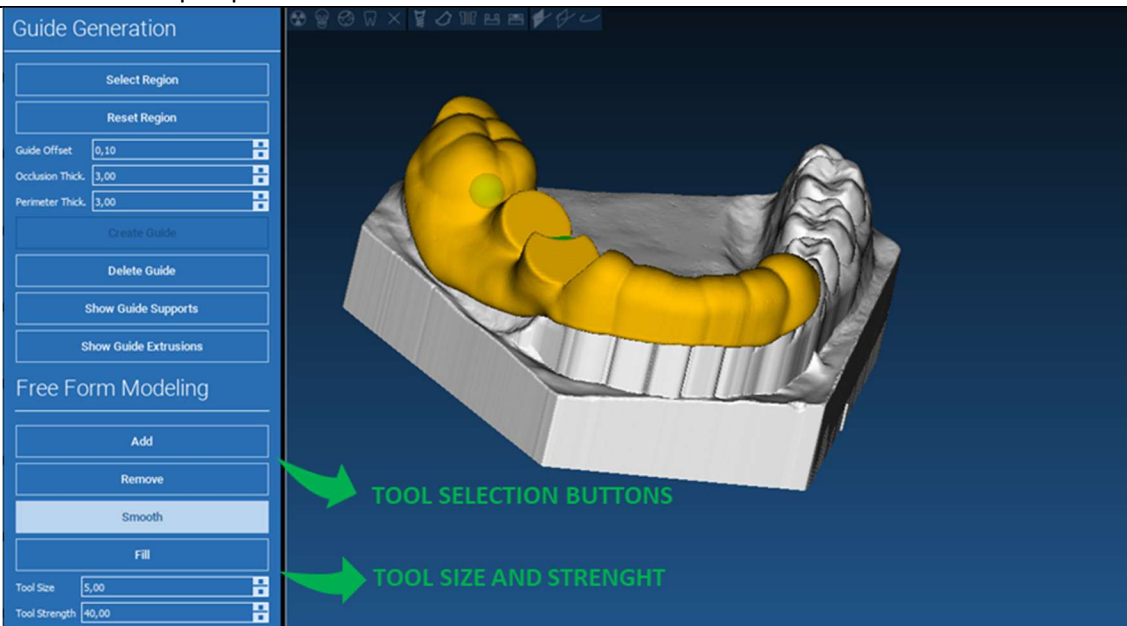 Guide Generation
Select Region
Reset Region
Guide Offset 0,10
Occlusion Thick. 3,00
Perimeter Thick. 3,00
Create Guide
Delete Guide
Show Guide Supports
Show Guide Extrusions
Free Form Modeling
Add
Remove
TOOL SELECTION BUTTONS
Smooth
Fill
TOOL SIZE AND STRENGHT
Tool Size 5,00
Tool Strength 40,00